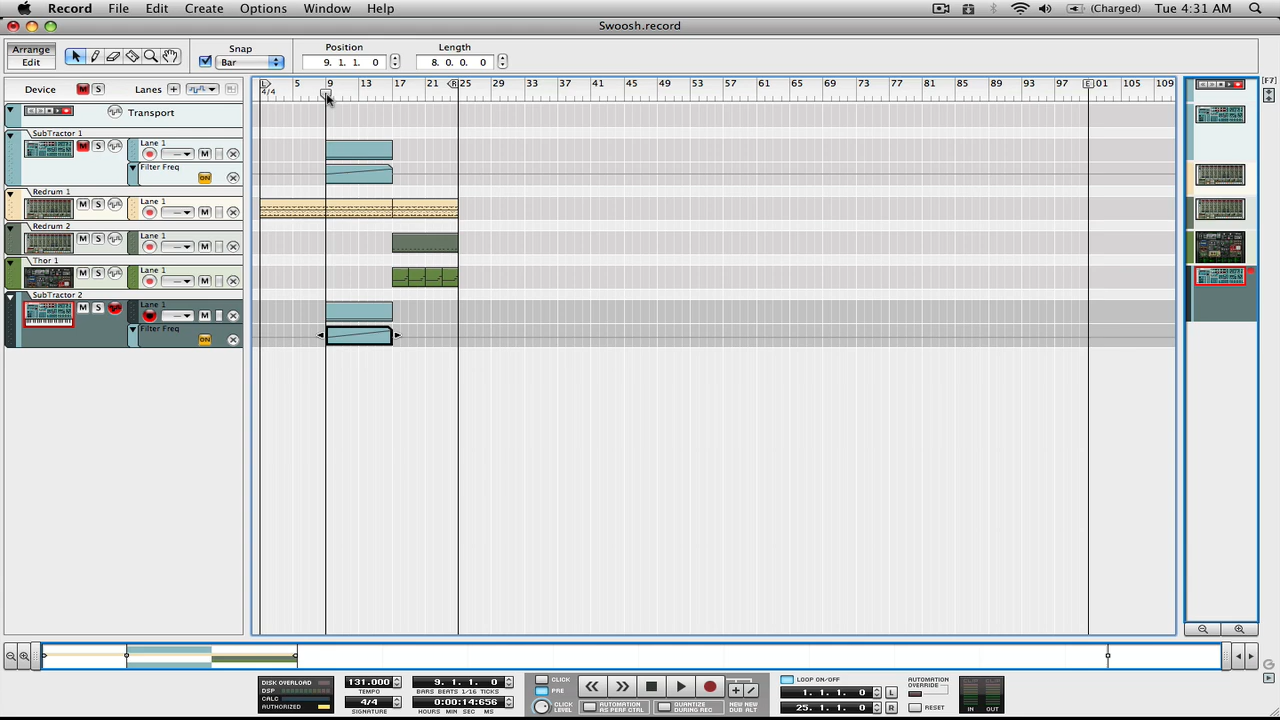 Record File Edit Create Options Window Help (Charged) Tue 4:31 AM
Swoosh.record
Arrange
Edit
Snap
Bar
Position
9. 1. 1. 0
Length
8. 0. 0. 0
[F7]
Device M S Lanes +
L 5 9 13 17 21 R 25 29 33 37 41 45 49 53 57 61 65 69 73 77 81 85 89 93 97 E 01 105 109
4/4
Transport
SubTractor 1
M S Lane 1
M
Filter Freq
ON
Redrum 1
M S Lane 1
M
Redrum 2
M S Lane 1
M
Thor 1
M S Lane 1
M
SubTractor 2
M S Lane 1
M
Filter Freq
ON
DISK OVERLOAD
DSP
CALC
AUTHORIZED
131.000
TEMPO
4/4
SIGNATURE
9. 1. 1. 0
BARS BEATS 1/16 TICKS
0:00:14:656
HOURS MIN SEC MS
CLICK
PRE
CLICK LEVEL
AUTOMATION AS PERF CTRL
QUANTIZE DURING REC
NEW DUB
NEW ALT
LOOP ON/OFF
1. 1. 1. 0 L
25. 1. 1. 0 R
AUTOMATION OVERRIDE
RESET
IN OUT